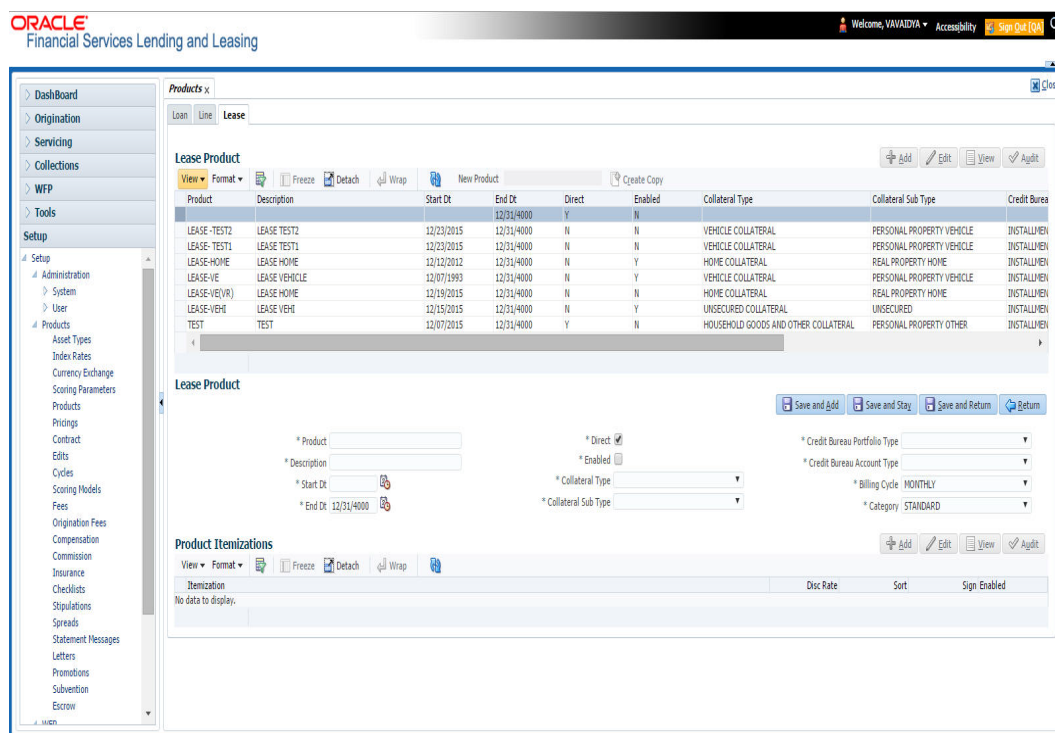 ORACLE
Financial Services Lending and Leasing
Welcome, VAVAIDYA
Accessibility
Sign Out (QA)
DashBoard
Origination
Servicing
Collections
WFP
Tools
Setup
Setup
Administration
System
User
Products
Asset Types
Index Rates
Currency Exchange
Scoring Parameters
Products
Pricings
Contract
Edits
Cycles
Scoring Models
Fees
Origination Fees
Compensation
Commission
Insurance
Checklists
Stipulations
Spreads
Statement Messages
Letters
Promotions
Subvention
Escrow
WFP
Products x
Clos
Loan Line Lease
Lease Product
Add Edit View Audit
View Format Freeze Detach Wrap New Product Create Copy
Product Description Start Dt End Dt Direct Enabled Collateral Type Collateral Sub Type Credit Burea
12/31/4000 Y N
LEASE -TEST2 LEASE TEST2 12/23/2015 12/31/4000 N N VEHICLE COLLATERAL PERSONAL PROPERTY VEHICLE INSTALLMEN
LEASE- TEST1 LEASE TEST1 12/23/2015 12/31/4000 N N VEHICLE COLLATERAL PERSONAL PROPERTY VEHICLE INSTALLMEN
LEASE-HOME LEASE HOME 12/12/2012 12/31/4000 N Y HOME COLLATERAL REAL PROPERTY HOME INSTALLMEN
LEASE-VE LEASE VEHICLE 12/07/1993 12/31/4000 N Y VEHICLE COLLATERAL PERSONAL PROPERTY VEHICLE INSTALLMEN
LEASE-VE(VR) LEASE HOME 12/19/2015 12/31/4000 N N HOME COLLATERAL REAL PROPERTY HOME INSTALLMEN
LEASE-VEHI LEASE VEHI 12/15/2015 12/31/4000 N Y UNSECURED COLLATERAL UNSECURED INSTALLMEN
TEST TEST 12/07/2015 12/31/4000 Y N HOUSEHOLD GOODS AND OTHER COLLATERAL PERSONAL PROPERTY OTHER INSTALLMEN
Lease Product
Save and Add Save and Stay Save and Return Return
* Product
* Description
* Start Dt
* End Dt 12/31/4000
* Direct
* Enabled
* Collateral Type
* Collateral Sub Type
* Credit Bureau Portfolio Type
* Credit Bureau Account Type
* Billing Cycle MONTHLY
* Category STANDARD
Product Itemizations
Add Edit View Audit
View Format Freeze Detach Wrap
Itemization Disc Rate Sort Sign Enabled
No data to display.